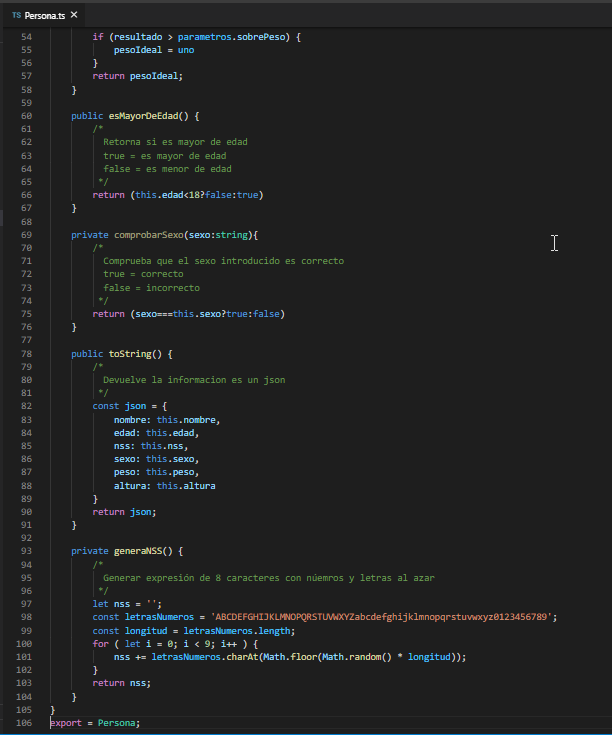 TS Persona.ts ×
54 if (resultado > parametros.sobrePeso) {
55 pesoIdeal = uno
56 }
57 return pesoIdeal;
58 }
59
60 public esMayorDeEdad() {
61 /*
62 Retorna si es mayor de edad
63 true = es mayor de edad
64 false = es menor de edad
65 */
66 return (this.edad<18?false:true)
67 }
68
69 private comprobarSexo(sexo:string){
70 /*
71 Comprueba que el sexo introducido es correcto
72 true = correcto
73 false = incorrecto
74 */
75 return (sexo===this.sexo?true:false)
76 }
77
78 public toString() {
79 /*
80 Devuelve la informacion es un json
81 */
82 const json = {
83 nombre: this.nombre,
84 edad: this.edad,
85 nss: this.nss,
86 sexo: this.sexo,
87 peso: this.peso,
88 altura: this.altura
89 }
90 return json;
91 }
92
93 private generaNSS() {
94 /*
95 Generar expresión de 8 caracteres con núemros y letras al azar
96 */
97 let nss = '';
98 const letrasNumeros = 'ABCDEFGHIJKLMNOPQRSTUVWXYZabcdefghijklmnopqrstuvwxyz0123456789';
99 const longitud = letrasNumeros.length;
100 for ( let i = 0; i < 9; i++ ) {
101 nss += letrasNumeros.charAt(Math.floor(Math.random() * longitud));
102 }
103 return nss;
104 }
105 }
106 export = Persona;